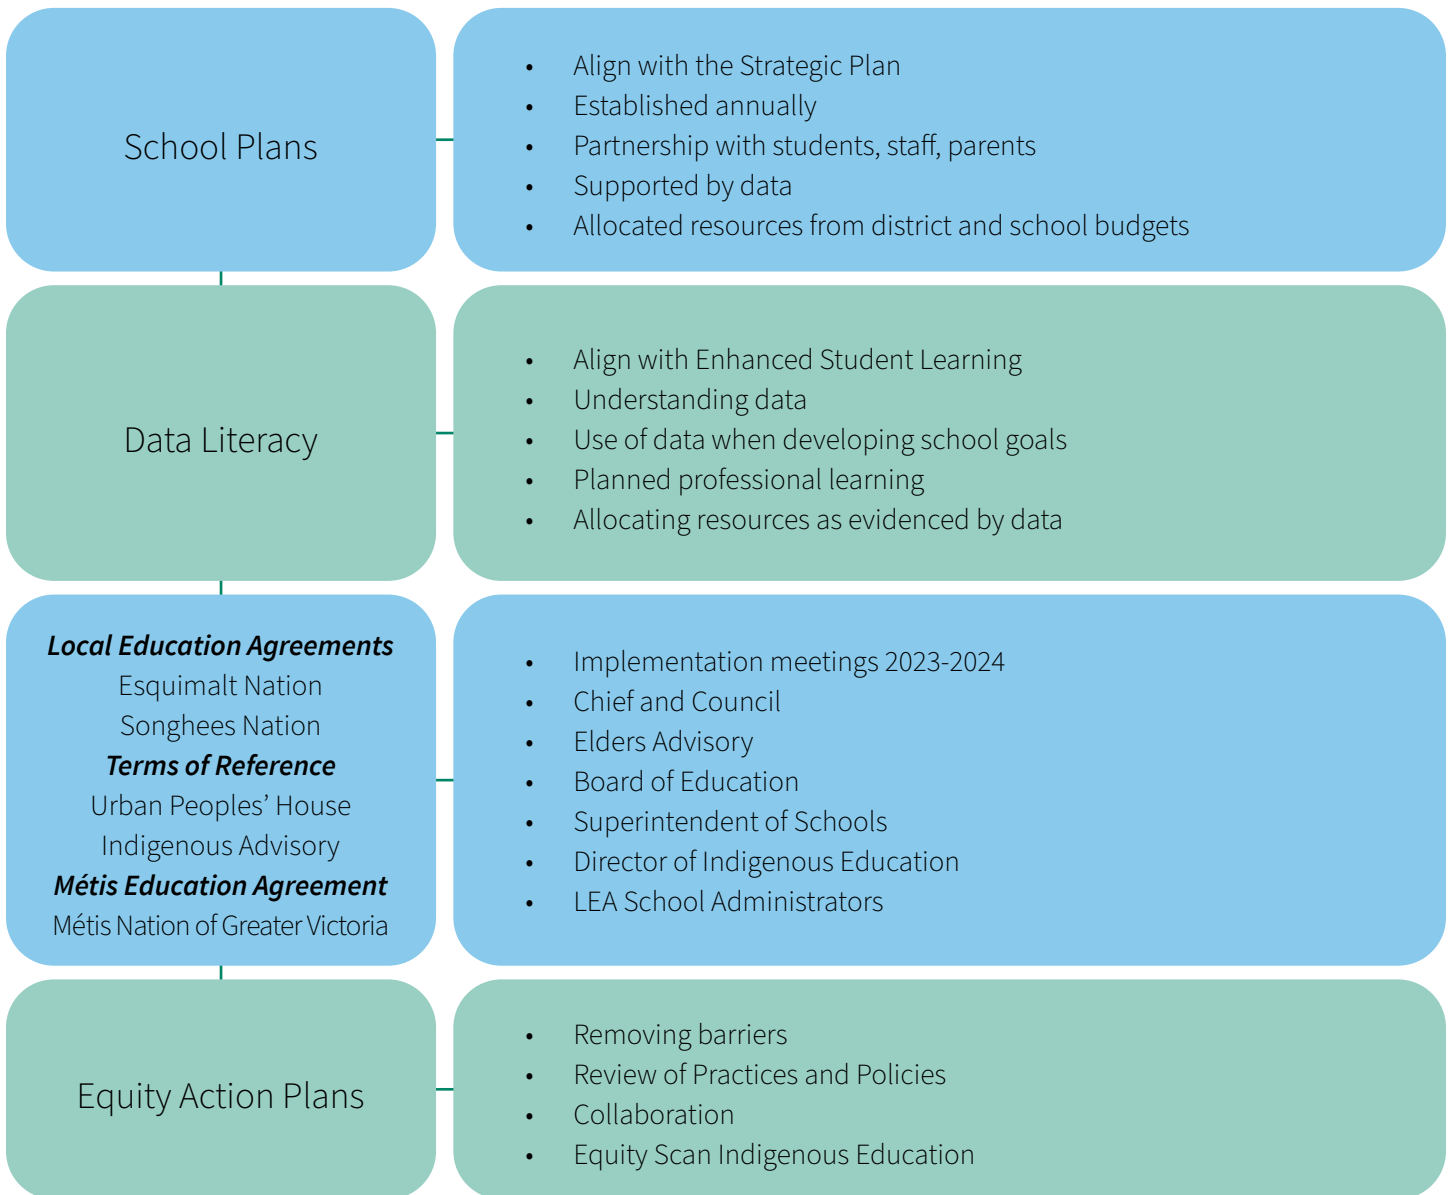 School Plans
• Align with the Strategic Plan
• Established annually
• Partnership with students, staff, parents
• Supported by data
• Allocated resources from district and school budgets
Data Literacy
• Align with Enhanced Student Learning
• Understanding data
• Use of data when developing school goals
• Planned professional learning
• Allocating resources as evidenced by data
Local Education Agreements
Esquimalt Nation
Songhees Nation
Terms of Reference
Urban Peoples’ House
Indigenous Advisory
Métis Education Agreement
Métis Nation of Greater Victoria
• Implementation meetings 2023-2024
• Chief and Council
• Elders Advisory
• Board of Education
• Superintendent of Schools
• Director of Indigenous Education
• LEA School Administrators
Equity Action Plans
• Removing barriers
• Review of Practices and Policies
• Collaboration
• Equity Scan Indigenous Education